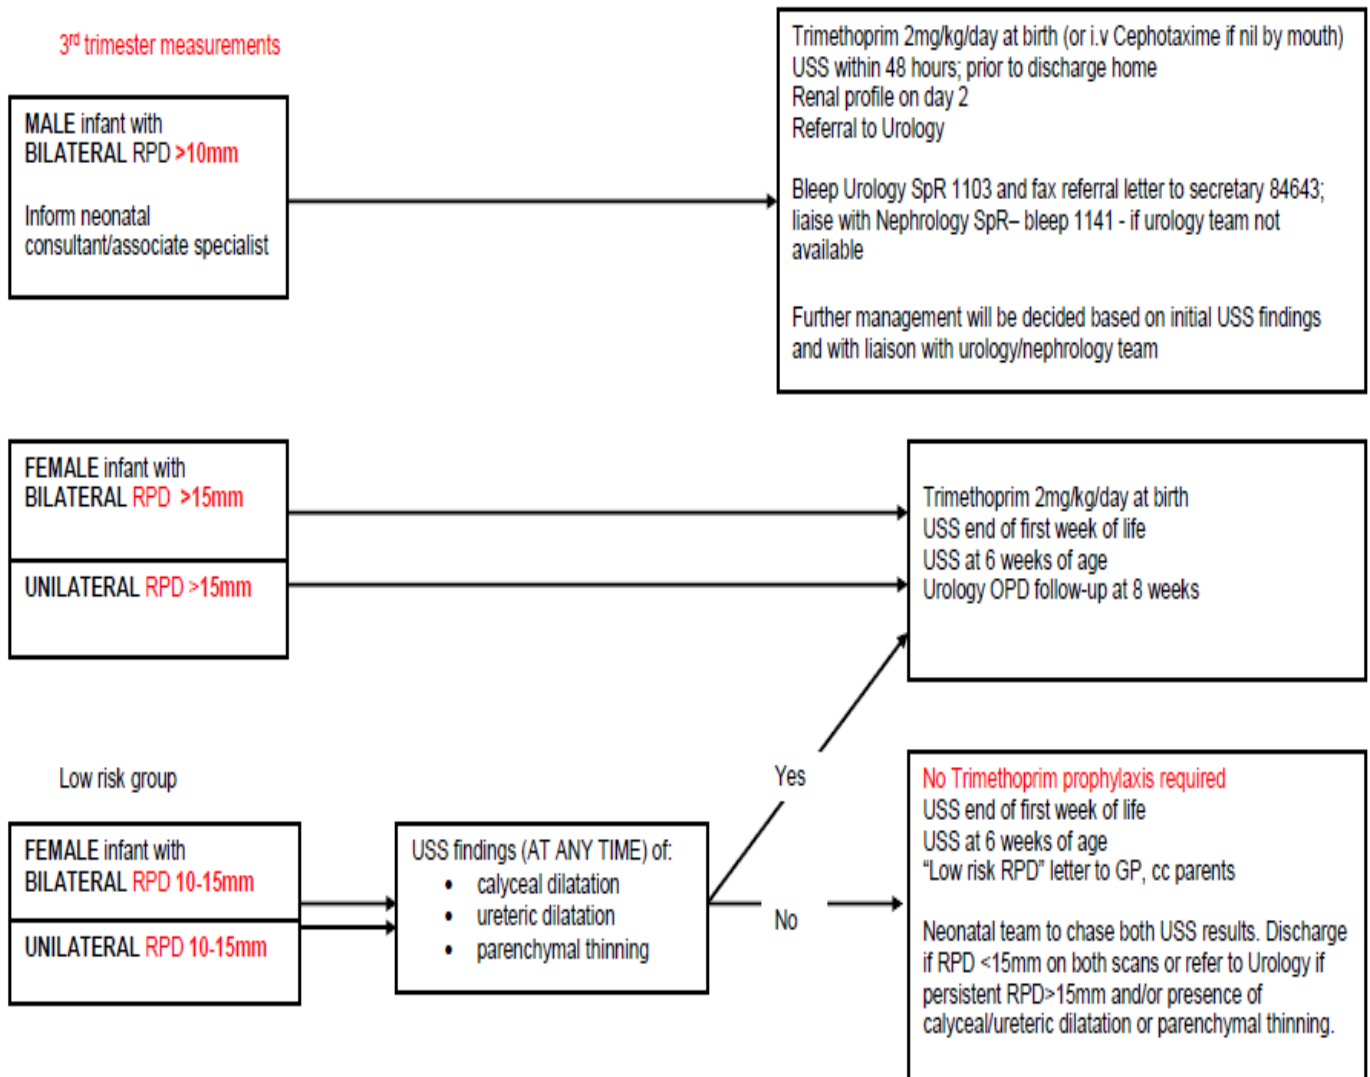 3rd trimester measurements
MALE infant with
BILATERAL RPD >10mm
Inform neonatal
consultant/associate specialist
Trimethoprim 2mg/kg/day at birth (or i.v Cephotaxime if nil by mouth)
USS within 48 hours; prior to discharge home
Renal profile on day 2
Referral to Urology
Bleep Urology SpR 1103 and fax referral letter to secretary 84643;
liaise with Nephrology SpR– bleep 1141 - if urology team not
available
Further management will be decided based on initial USS findings
and with liaison with urology/nephrology team
FEMALE infant with
BILATERAL RPD >15mm
UNILATERAL RPD >15mm
Trimethoprim 2mg/kg/day at birth
USS end of first week of life
USS at 6 weeks of age
Urology OPD follow-up at 8 weeks
Low risk group
FEMALE infant with
BILATERAL RPD 10-15mm
UNILATERAL RPD 10-15mm
USS findings (AT ANY TIME) of:
• calyceal dilatation
• ureteric dilatation
• parenchymal thinning
Yes
No
No Trimethoprim prophylaxis required
USS end of first week of life
USS at 6 weeks of age
“Low risk RPD” letter to GP, cc parents
Neonatal team to chase both USS results. Discharge
if RPD <15mm on both scans or refer to Urology if
persistent RPD>15mm and/or presence of
calyceal/ureteric dilatation or parenchymal thinning.